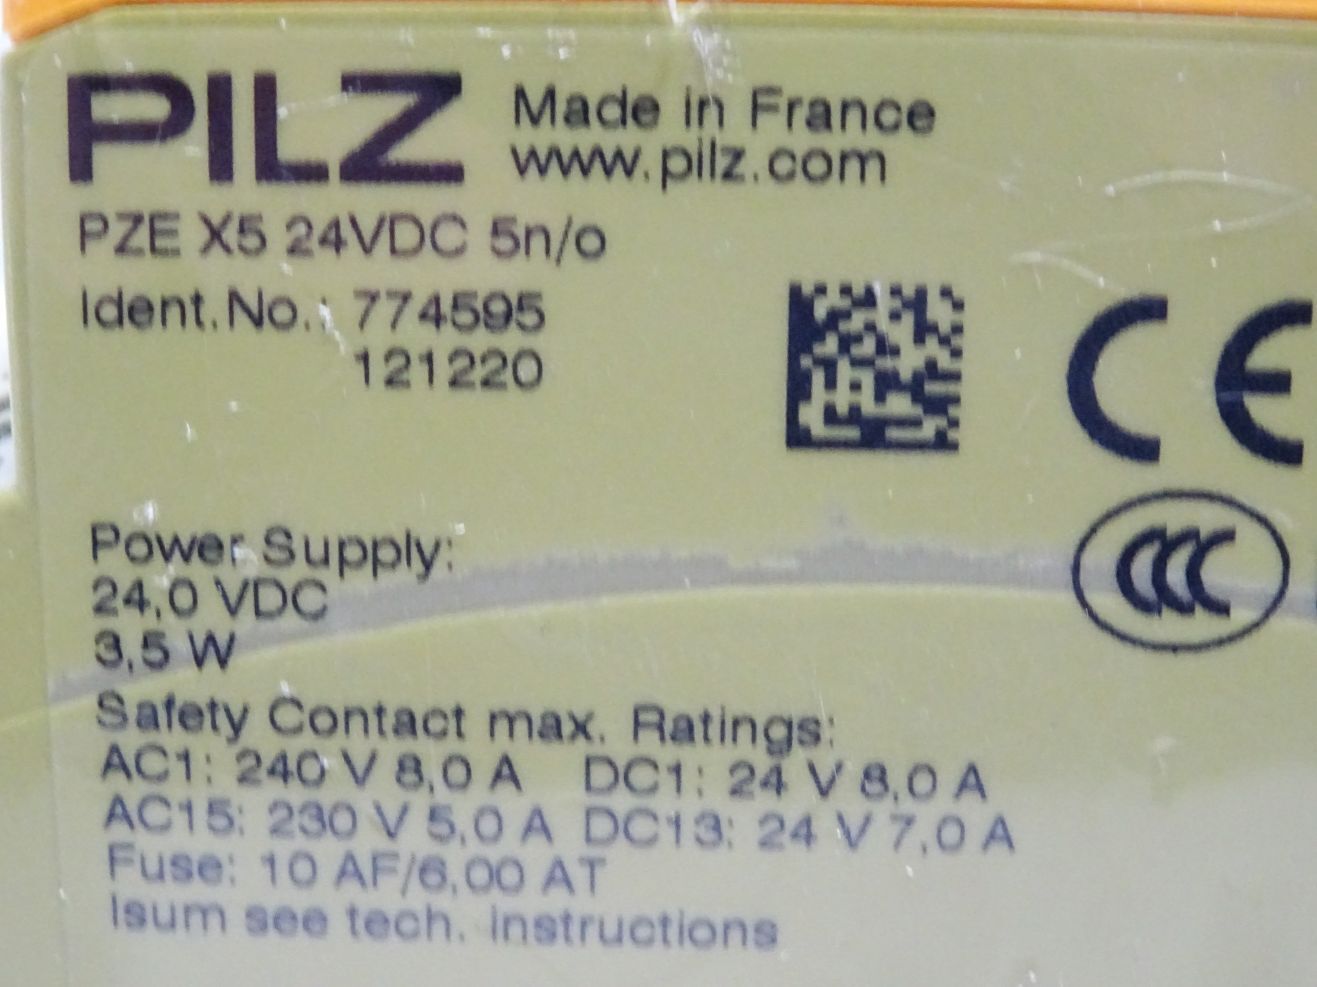 PILZ
Made in France
www.pilz.com
PZE X5 24VDC 5n/o
Ident.No.: 774595
121220
CE
CCC
Power Supply:
24,0 VDC
3,5 W
Safety Contact max. Ratings:
AC1: 240 V 8,0 A DC1: 24 V 8,0 A
AC15: 230 V 5,0 A DC13: 24 V 7,0 A
Fuse: 10 AF/6,00 AT
Isum see tech. instructions